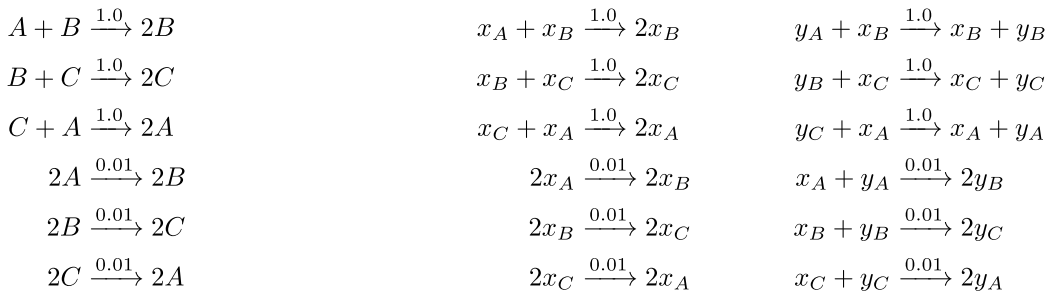 A + B \xrightarrow{1.0} 2B    x_A + x_B \xrightarrow{1.0} 2x_B    y_A + x_B \xrightarrow{1.0} x_B + y_B
B + C \xrightarrow{1.0} 2C    x_B + x_C \xrightarrow{1.0} 2x_C    y_B + x_C \xrightarrow{1.0} x_C + y_C
C + A \xrightarrow{1.0} 2A    x_C + x_A \xrightarrow{1.0} 2x_A    y_C + x_A \xrightarrow{1.0} x_A + y_A
2A \xrightarrow{0.01} 2B    2x_A \xrightarrow{0.01} 2x_B    x_A + y_A \xrightarrow{0.01} 2y_B
2B \xrightarrow{0.01} 2C    2x_B \xrightarrow{0.01} 2x_C    x_B + y_B \xrightarrow{0.01} 2y_C
2C \xrightarrow{0.01} 2A    2x_C \xrightarrow{0.01} 2x_A    x_C + y_C \xrightarrow{0.01} 2y_A